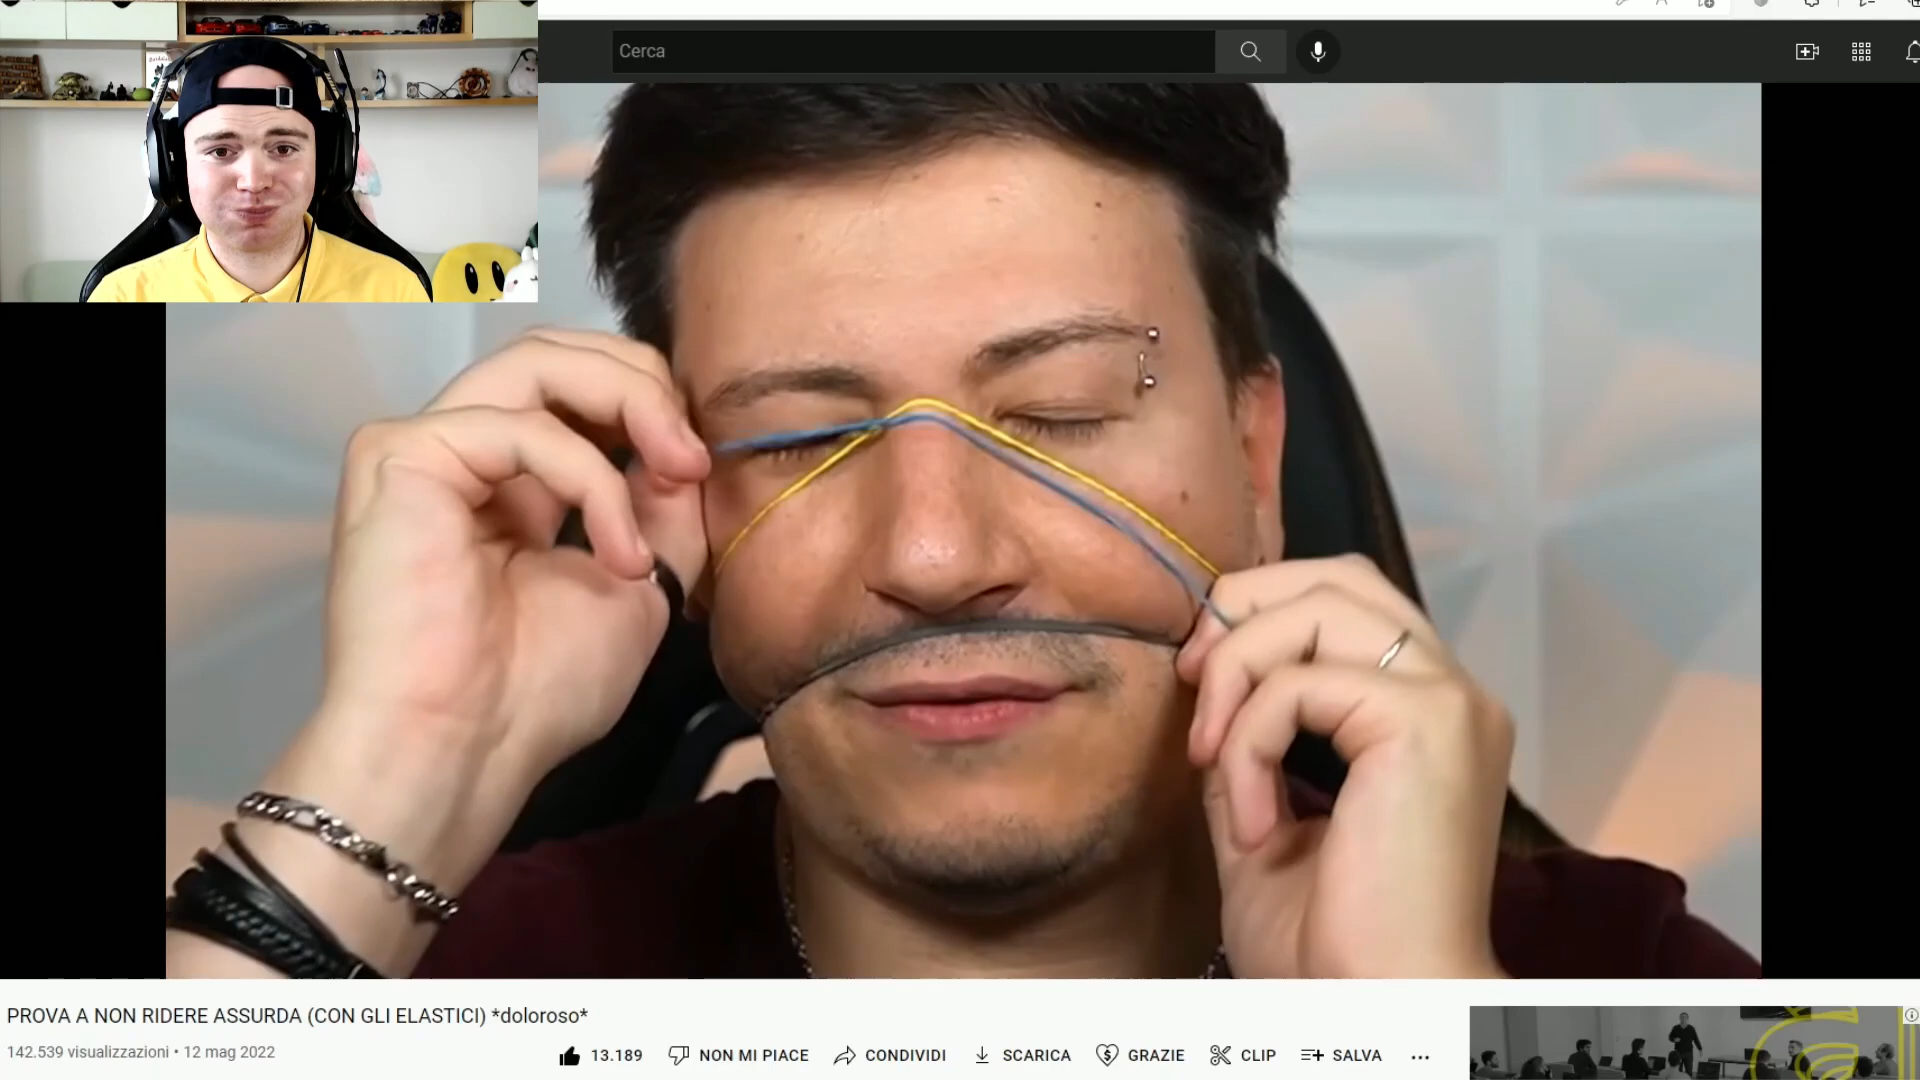 Cerca
PROVA A NON RIDERE ASSURDA (CON GLI ELASTICI) *doloroso*
142.539 visualizzazioni • 12 mag 2022
13.189 NON MI PIACE CONDIVIDI SCARICA GRAZIE CLIP SALVA